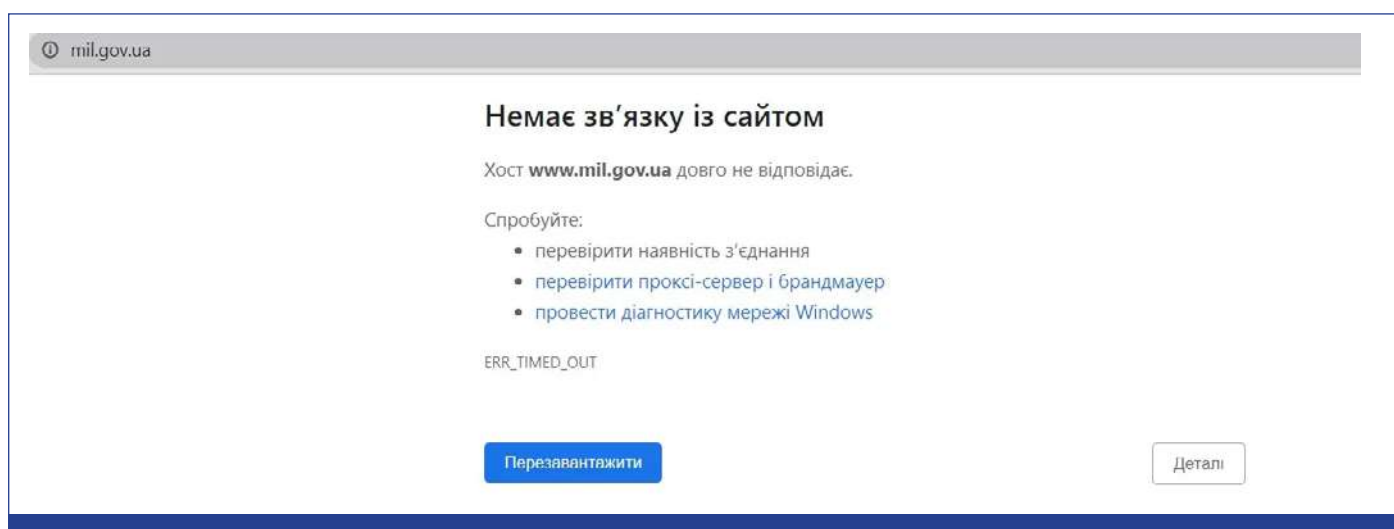 mil.gov.ua
Немає зв’язку із сайтом
Хост www.mil.gov.ua довго не відповідає.
Спробуйте:
• перевірити наявність з’єднання
• перевірити проксі-сервер і брандмауер
• провести діагностику мережі Windows
ERR_TIMED_OUT
Перезавантажити
Деталі